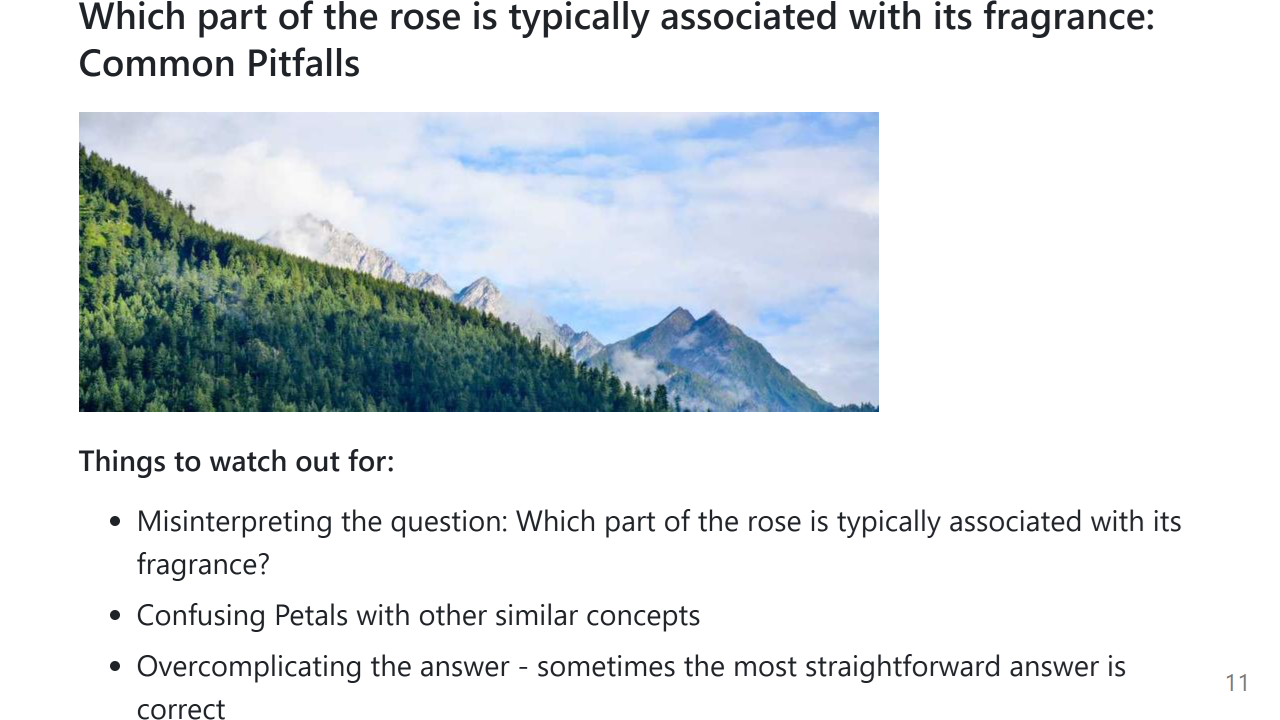 Which part of the rose is typically associated with its fragrance:
Common Pitfalls
Things to watch out for:
Misinterpreting the question: Which part of the rose is typically associated with its
fragrance?
Confusing Petals with other similar concepts
Overcomplicating the answer - sometimes the most straightforward answer is
correct
11